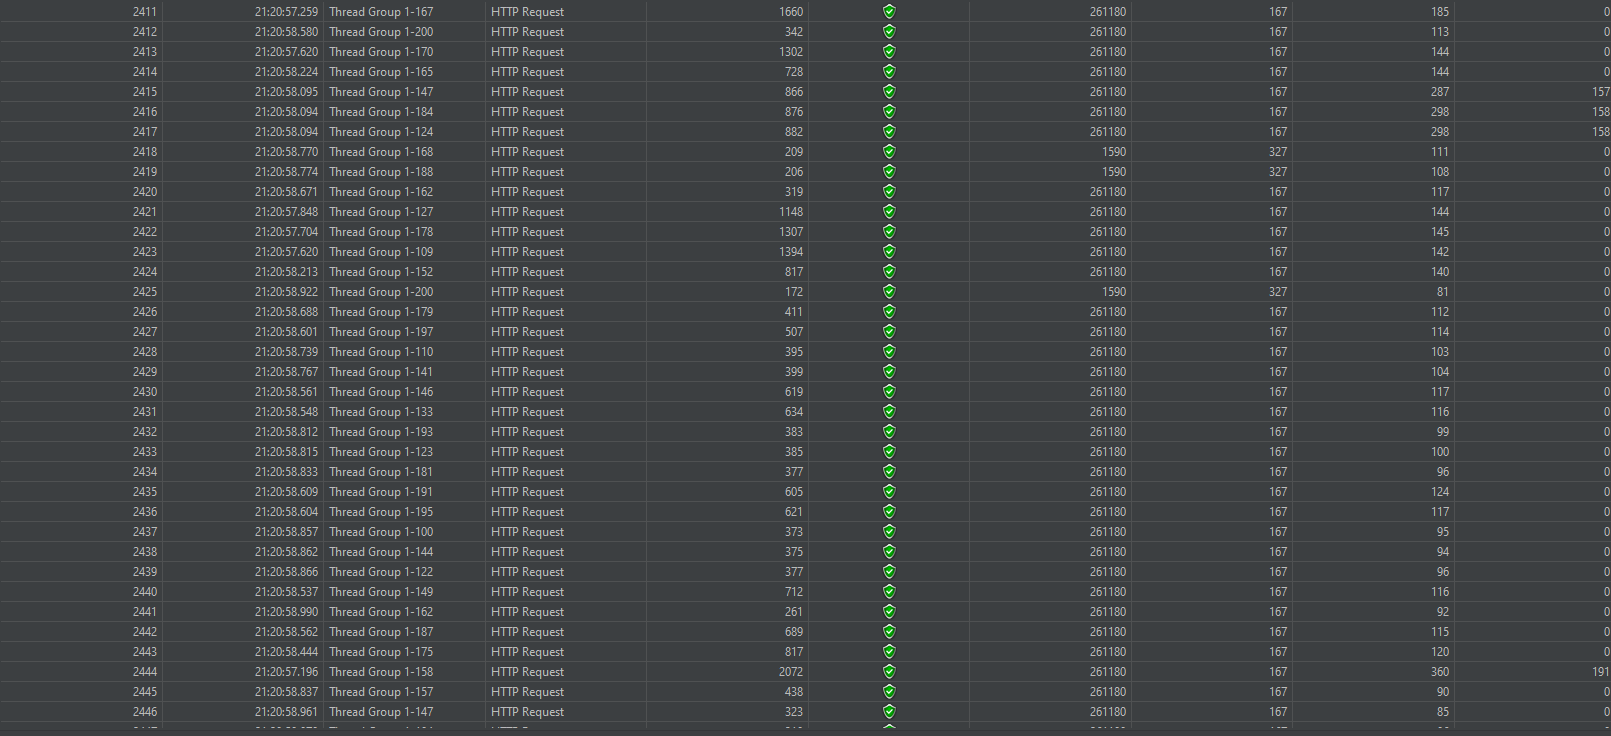 2411 21:20:57.259 Thread Group 1-167 HTTP Request 1660 261180 167 185 0
2412 21:20:58.580 Thread Group 1-200 HTTP Request 342 261180 167 113 0
2413 21:20:57.620 Thread Group 1-170 HTTP Request 1302 261180 167 144 0
2414 21:20:58.224 Thread Group 1-165 HTTP Request 728 261180 167 144 0
2415 21:20:58.095 Thread Group 1-147 HTTP Request 866 261180 167 287 157
2416 21:20:58.094 Thread Group 1-184 HTTP Request 876 261180 167 298 158
2417 21:20:58.094 Thread Group 1-124 HTTP Request 882 261180 167 298 158
2418 21:20:58.770 Thread Group 1-168 HTTP Request 209 1590 327 111 0
2419 21:20:58.774 Thread Group 1-188 HTTP Request 206 1590 327 108 0
2420 21:20:58.671 Thread Group 1-162 HTTP Request 319 261180 167 117 0
2421 21:20:57.848 Thread Group 1-127 HTTP Request 1148 261180 167 144 0
2422 21:20:57.704 Thread Group 1-178 HTTP Request 1307 261180 167 145 0
2423 21:20:57.620 Thread Group 1-109 HTTP Request 1394 261180 167 142 0
2424 21:20:58.213 Thread Group 1-152 HTTP Request 817 261180 167 140 0
2425 21:20:58.922 Thread Group 1-200 HTTP Request 172 1590 327 81 0
2426 21:20:58.688 Thread Group 1-179 HTTP Request 411 261180 167 112 0
2427 21:20:58.601 Thread Group 1-197 HTTP Request 507 261180 167 114 0
2428 21:20:58.739 Thread Group 1-110 HTTP Request 395 261180 167 103 0
2429 21:20:58.767 Thread Group 1-141 HTTP Request 399 261180 167 104 0
2430 21:20:58.561 Thread Group 1-146 HTTP Request 619 261180 167 117 0
2431 21:20:58.548 Thread Group 1-133 HTTP Request 634 261180 167 116 0
2432 21:20:58.812 Thread Group 1-193 HTTP Request 383 261180 167 99 0
2433 21:20:58.815 Thread Group 1-123 HTTP Request 385 261180 167 100 0
2434 21:20:58.833 Thread Group 1-181 HTTP Request 377 261180 167 96 0
2435 21:20:58.609 Thread Group 1-191 HTTP Request 605 261180 167 124 0
2436 21:20:58.604 Thread Group 1-195 HTTP Request 621 261180 167 117 0
2437 21:20:58.857 Thread Group 1-100 HTTP Request 373 261180 167 95 0
2438 21:20:58.862 Thread Group 1-144 HTTP Request 375 261180 167 94 0
2439 21:20:58.866 Thread Group 1-122 HTTP Request 377 261180 167 96 0
2440 21:20:58.537 Thread Group 1-149 HTTP Request 712 261180 167 116 0
2441 21:20:58.990 Thread Group 1-162 HTTP Request 261 261180 167 92 0
2442 21:20:58.562 Thread Group 1-187 HTTP Request 689 261180 167 115 0
2443 21:20:58.444 Thread Group 1-175 HTTP Request 817 261180 167 120 0
2444 21:20:57.196 Thread Group 1-158 HTTP Request 2072 261180 167 360 191
2445 21:20:58.837 Thread Group 1-157 HTTP Request 438 261180 167 90 0
2446 21:20:58.961 Thread Group 1-147 HTTP Request 323 261180 167 85 0